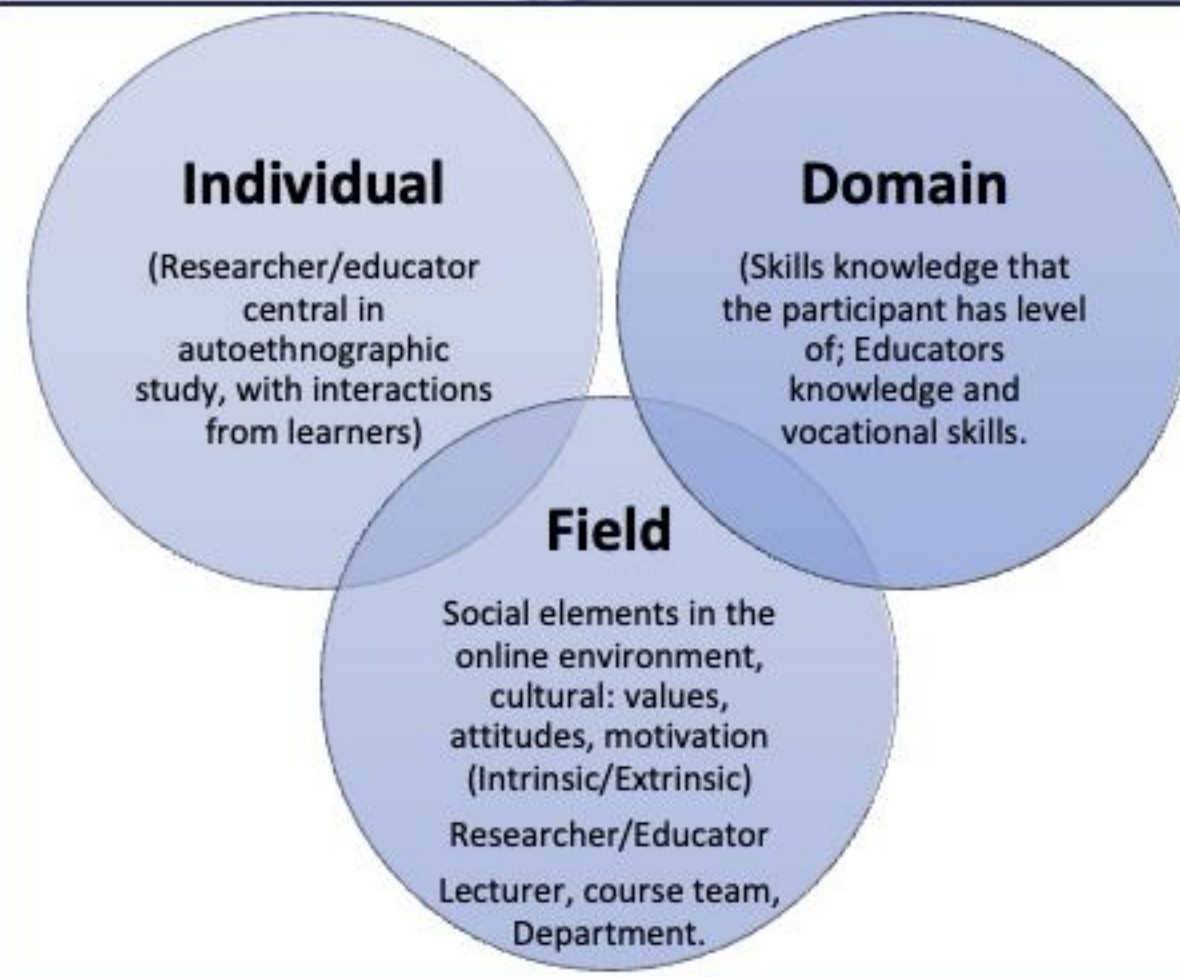 Individual
(Researcher/educator
central in
autoethnographic
study, with interactions
from learners)
Domain
(Skills knowledge that
the participant has level
of; Educators
knowledge and
vocational skills.
Field
Social elements in the
online environment,
cultural: values,
attitudes, motivation
(Intrinsic/Extrinsic)
Researcher/Educator
Lecturer, course team,
Department.